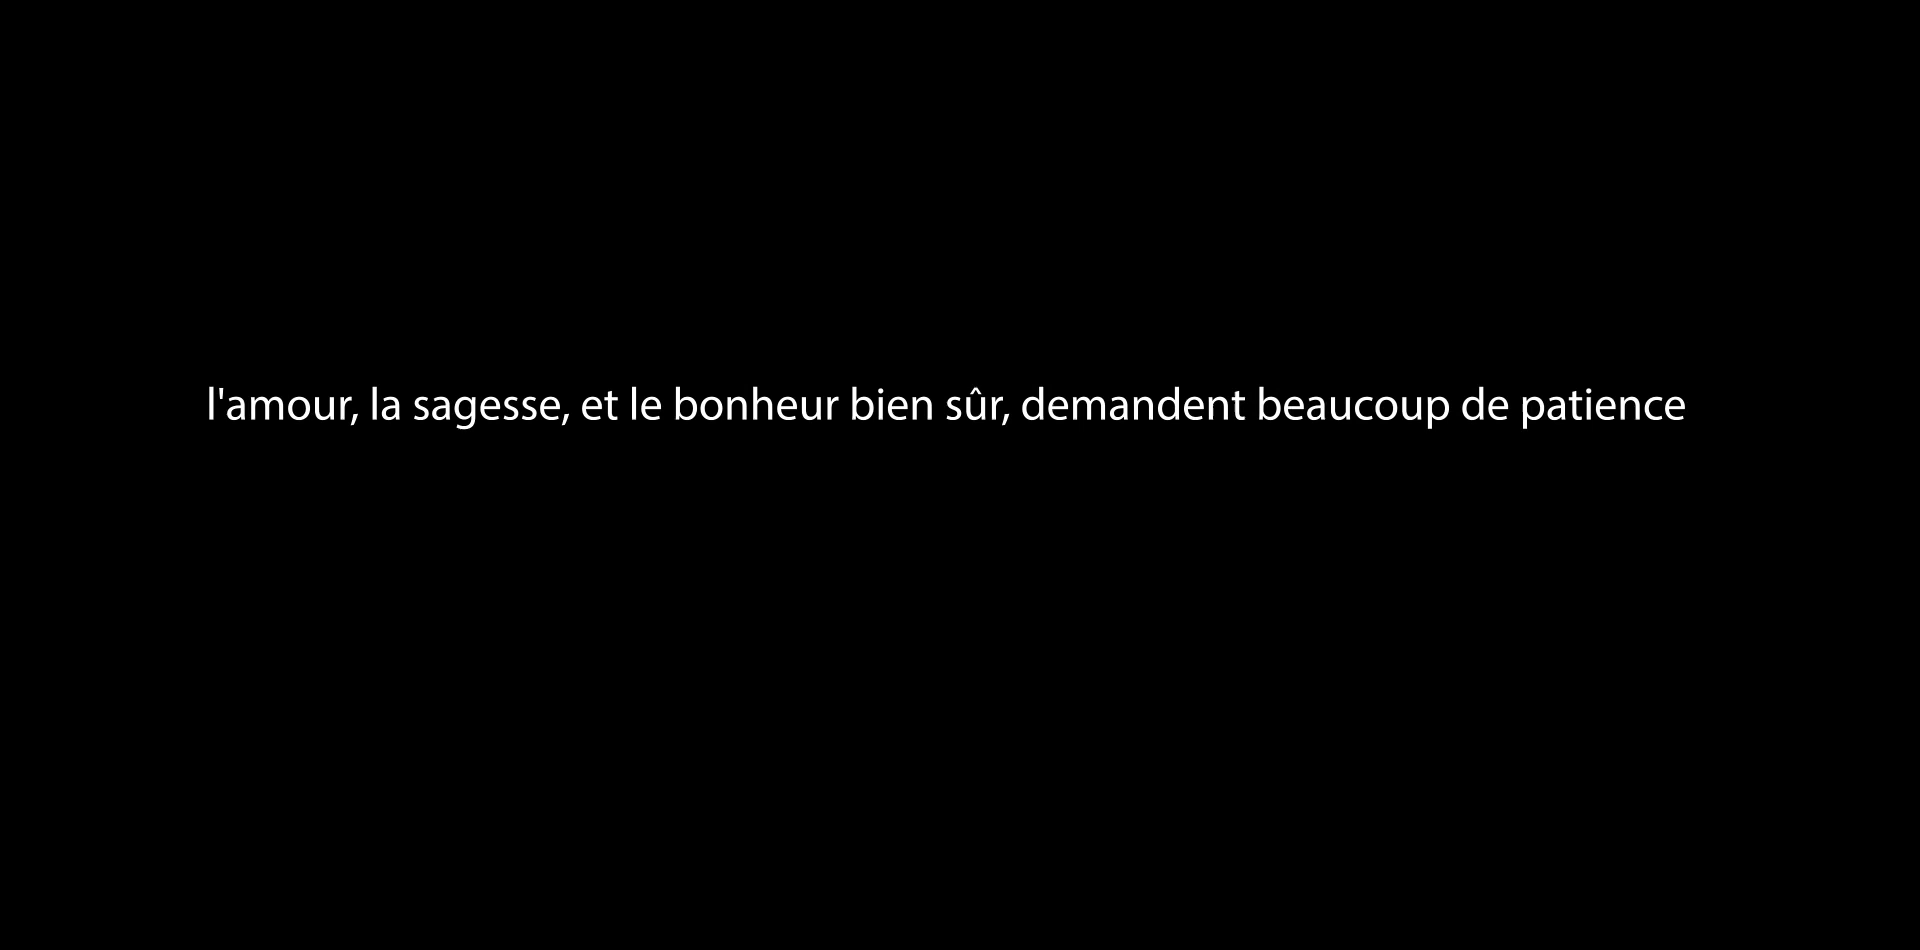 l'amour, la sagesse, et le bonheur bien sûr, demandent beaucoup de patience